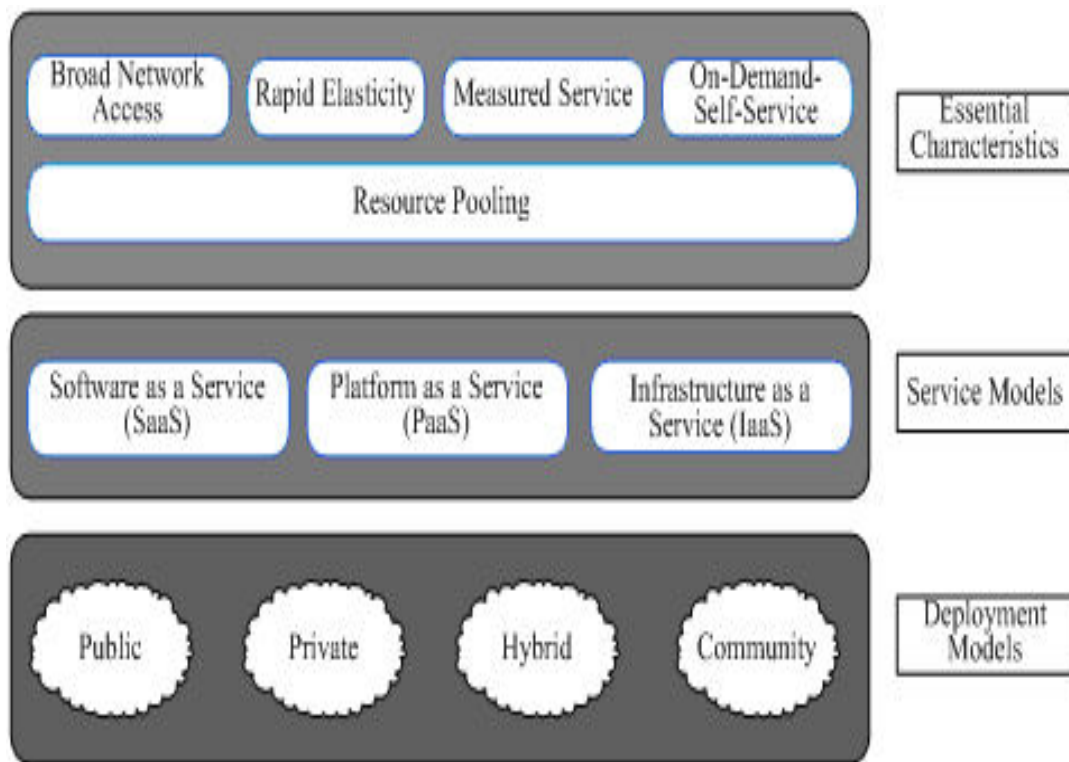 Broad Network
Access
Rapid Elasticity
Measured Service
On-Demand-
Self-Service
Resource Pooling
Essential
Characteristics
Software as a Service
(SaaS)
Platform as a Service
(PaaS)
Infrastructure as a
Service (IaaS)
Service Models
Public
Private
Hybrid
Community
Deployment
Models